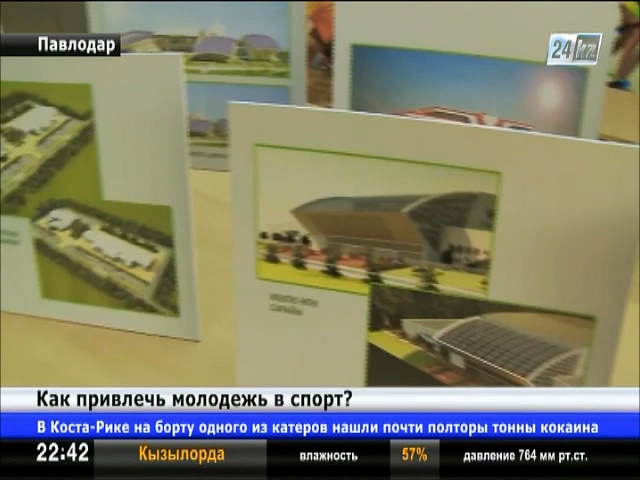 Павлодар
24 kz
Как привлечь молодежь в спорт?
В Коста-Рике на борту одного из катеров нашли почти полторы тонны кокаина
22:42 Кызылорда влажность 57% давление 764 мм рт.ст.